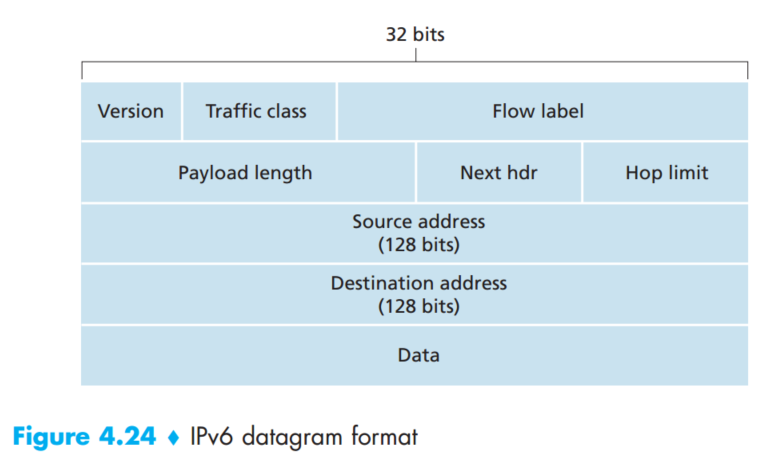 32 bits
Version Traffic class Flow label
Payload length Next hdr Hop limit
Source address
(128 bits)
Destination address
(128 bits)
Data
Figure 4.24 ♦ IPv6 datagram format